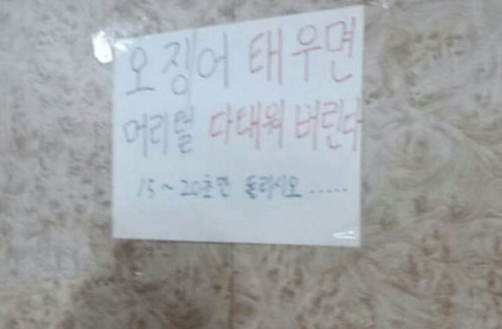 오징어 태우면
머리털 다태워 버린다
15~20초만 돌리시오.....